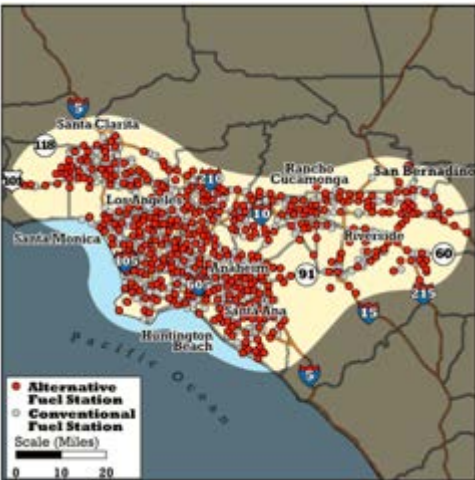 5
Santa Clarita
118
101
210
Rancho
Cucamonga
San Bernadino
Los Angeles
10
Santa Monica
Riverside
405
Anaheim
91
60
605
215
Santa Ana
15
Huntington
Beach
5
Pacific Ocean
Alternative
Fuel Station
Conventional
Fuel Station
Scale (Miles)
0 10 20